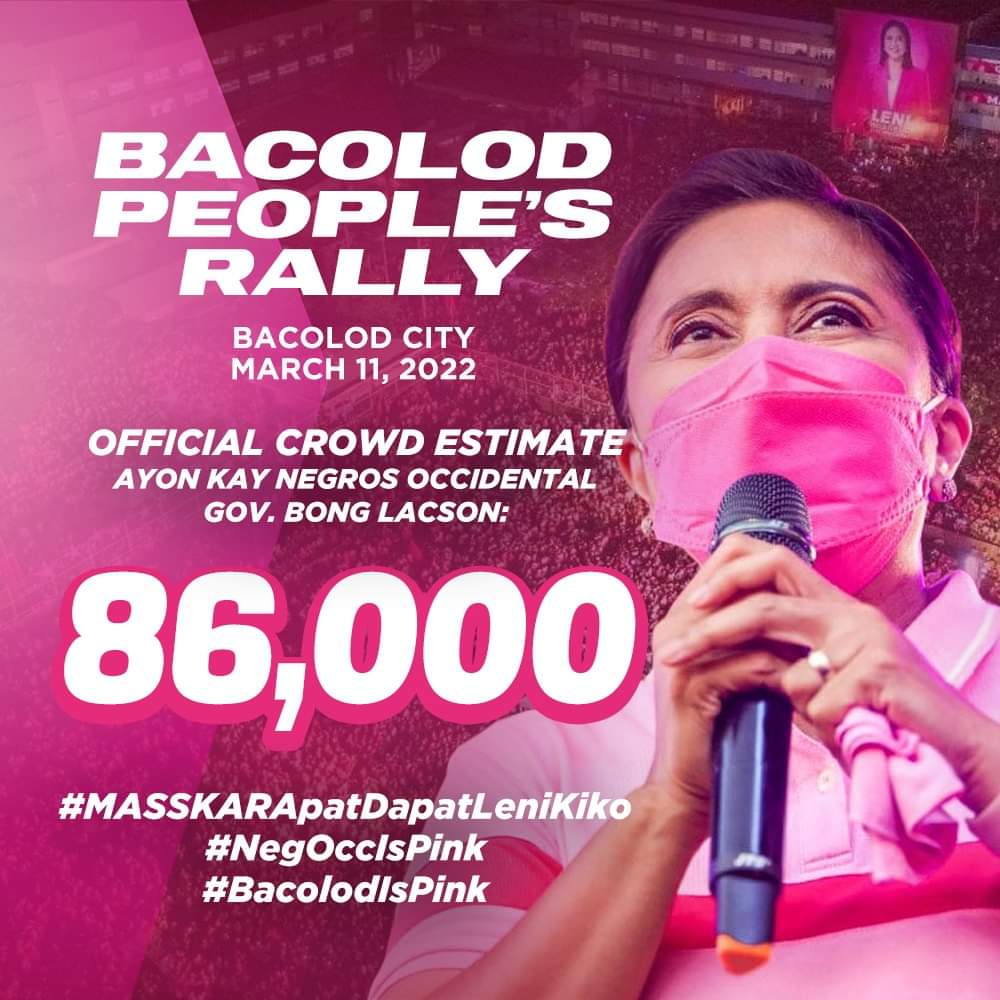 BACOLOD
PEOPLE'S
RALLY
BACOLOD CITY
MARCH 11, 2022
OFFICIAL CROWD ESTIMATE
AYON KAY NEGROS OCCIDENTAL
GOV. BONG LACSON:
86,000
#MASSKARApatDapatLeniKiko
#NegOccIsPink
#BacolodIsPink
LENI